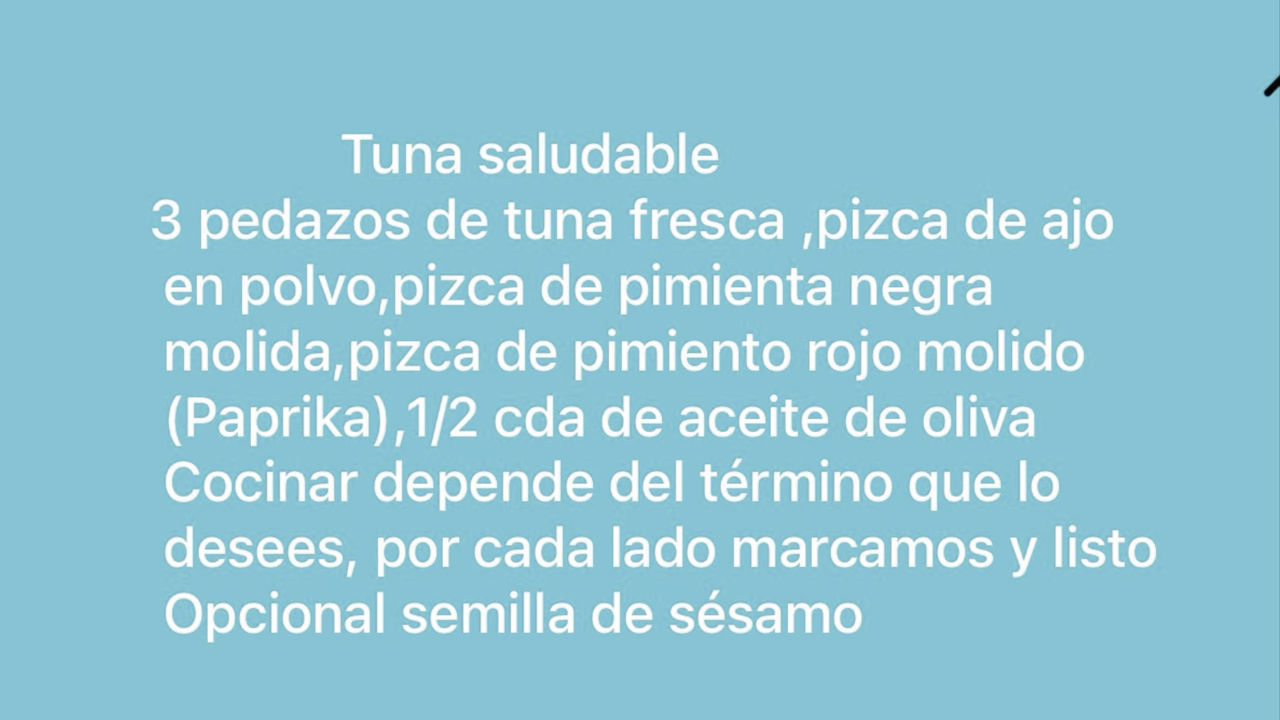 Tuna saludable
3 pedazos de tuna fresca ,pizca de ajo
en polvo,pizca de pimienta negra
molida,pizca de pimiento rojo molido
(Paprika),1/2 cda de aceite de oliva
Cocinar depende del término que lo
desees, por cada lado marcamos y listo
Opcional semilla de sésamo